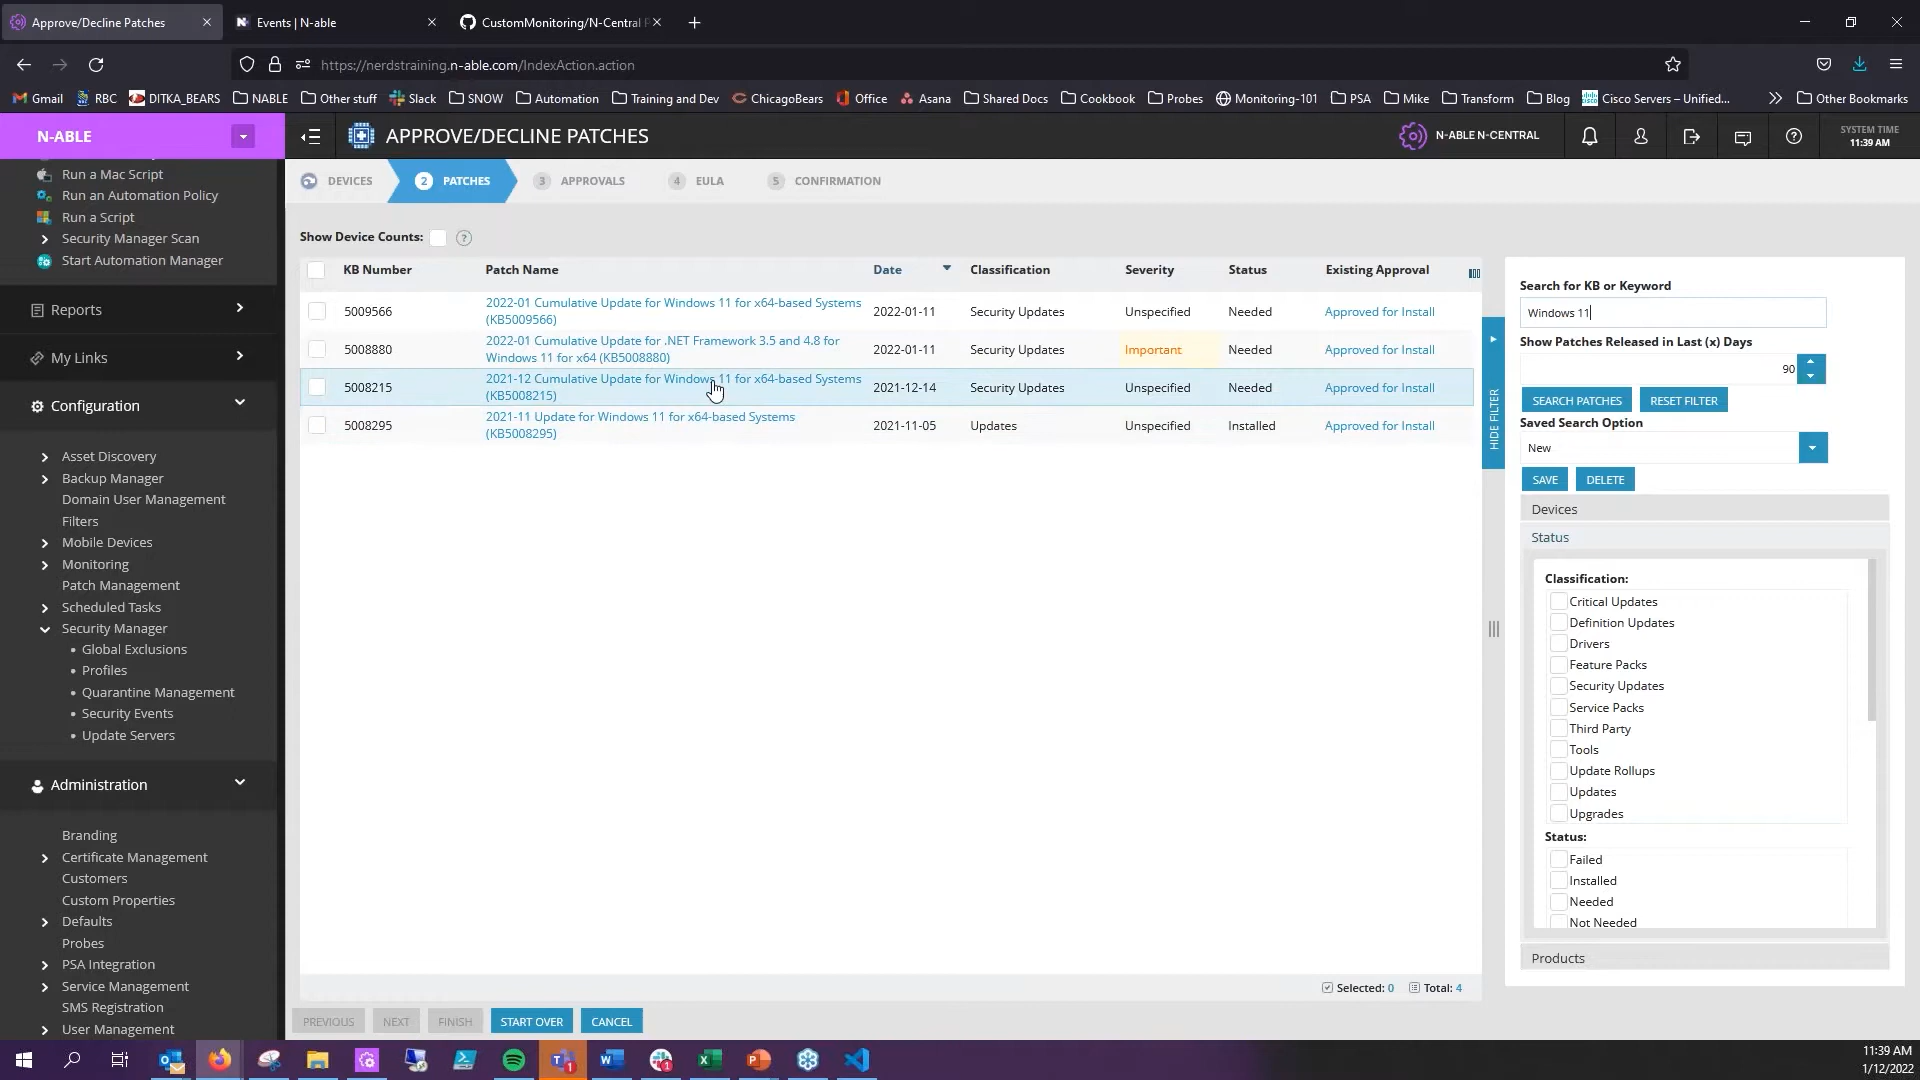 Approve/Decline Patches
Events | N-able
CustomMonitoring/N-Central
https://nerdstraining.n-able.com/IndexAction.action
Gmail RBC DITKA_BEARS NABLE Other stuff Slack SNOW Automation Training and Dev ChicagoBears Office Asana Shared Docs Cookbook Probes Monitoring-101 PSA Mike Transform Blog Cisco Servers – Unified... Other Bookmarks
N-ABLE
APPROVE/DECLINE PATCHES
N-ABLE N-CENTRAL
SYSTEM TIME
11:39 AM
Run a Mac Script
Run an Automation Policy
Run a Script
Security Manager Scan
Start Automation Manager
Reports
My Links
Configuration
Asset Discovery
Backup Manager
Domain User Management
Filters
Mobile Devices
Monitoring
Patch Management
Scheduled Tasks
Security Manager
Global Exclusions
Profiles
Quarantine Management
Security Events
Update Servers
Administration
Branding
Certificate Management
Customers
Custom Properties
Defaults
Probes
PSA Integration
Service Management
SMS Registration
User Management
DEVICES 2 PATCHES 3 APPROVALS 4 EULA 5 CONFIRMATION
Show Device Counts: ?
KB Number Patch Name Date Classification Severity Status Existing Approval
5009566 2022-01 Cumulative Update for Windows 11 for x64-based Systems 2022-01-11 Security Updates Unspecified Needed Approved for Install
(KB5009566)
5008880 2022-01 Cumulative Update for .NET Framework 3.5 and 4.8 for 2022-01-11 Security Updates Important Needed Approved for Install
Windows 11 for x64 (KB5008880)
5008215 2021-12 Cumulative Update for Windows 11 for x64-based Systems 2021-12-14 Security Updates Unspecified Needed Approved for Install
(KB5008215)
5008295 2021-11 Update for Windows 11 for x64-based Systems 2021-11-05 Updates Unspecified Installed Approved for Install
(KB5008295)
Selected: 0 Total: 4
PREVIOUS NEXT FINISH START OVER CANCEL
HIDE FILTER
Search for KB or Keyword
Windows 11
Show Patches Released in Last (x) Days
90
SEARCH PATCHES RESET FILTER
Saved Search Option
New
SAVE DELETE
Devices
Status
Classification:
Critical Updates
Definition Updates
Drivers
Feature Packs
Security Updates
Service Packs
Third Party
Tools
Update Rollups
Updates
Upgrades
Status:
Failed
Installed
Needed
Not Needed
Products
11:39 AM
1/12/2022